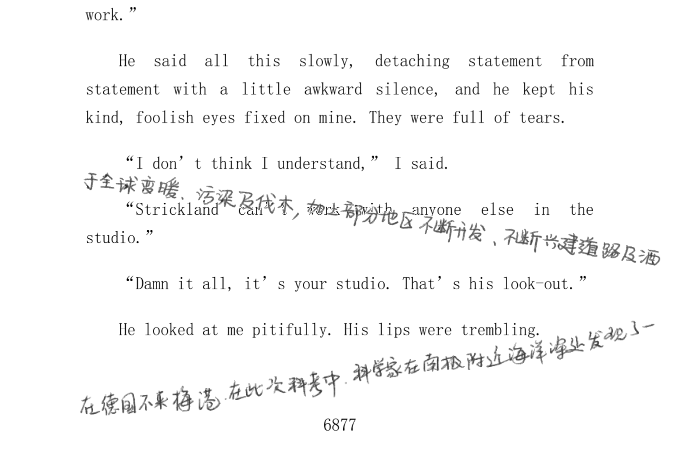 work.”
He said all this slowly, detaching statement from
statement with a little awkward silence, and he kept his
kind, foolish eyes fixed on mine. They were full of tears.
“I don’t think I understand,” I said.
于全球变暖、污染及伐木，加上部分地区不断开发、不断兴建道路及酒
“Strickland can’t work with anyone else in the
studio.”
“Damn it all, it’s your studio. That’s his look-out.”
He looked at me pitifully. His lips were trembling.
在德国不来梅港.在此次科考中.科学家在南极附近海洋深处发现了一
6877